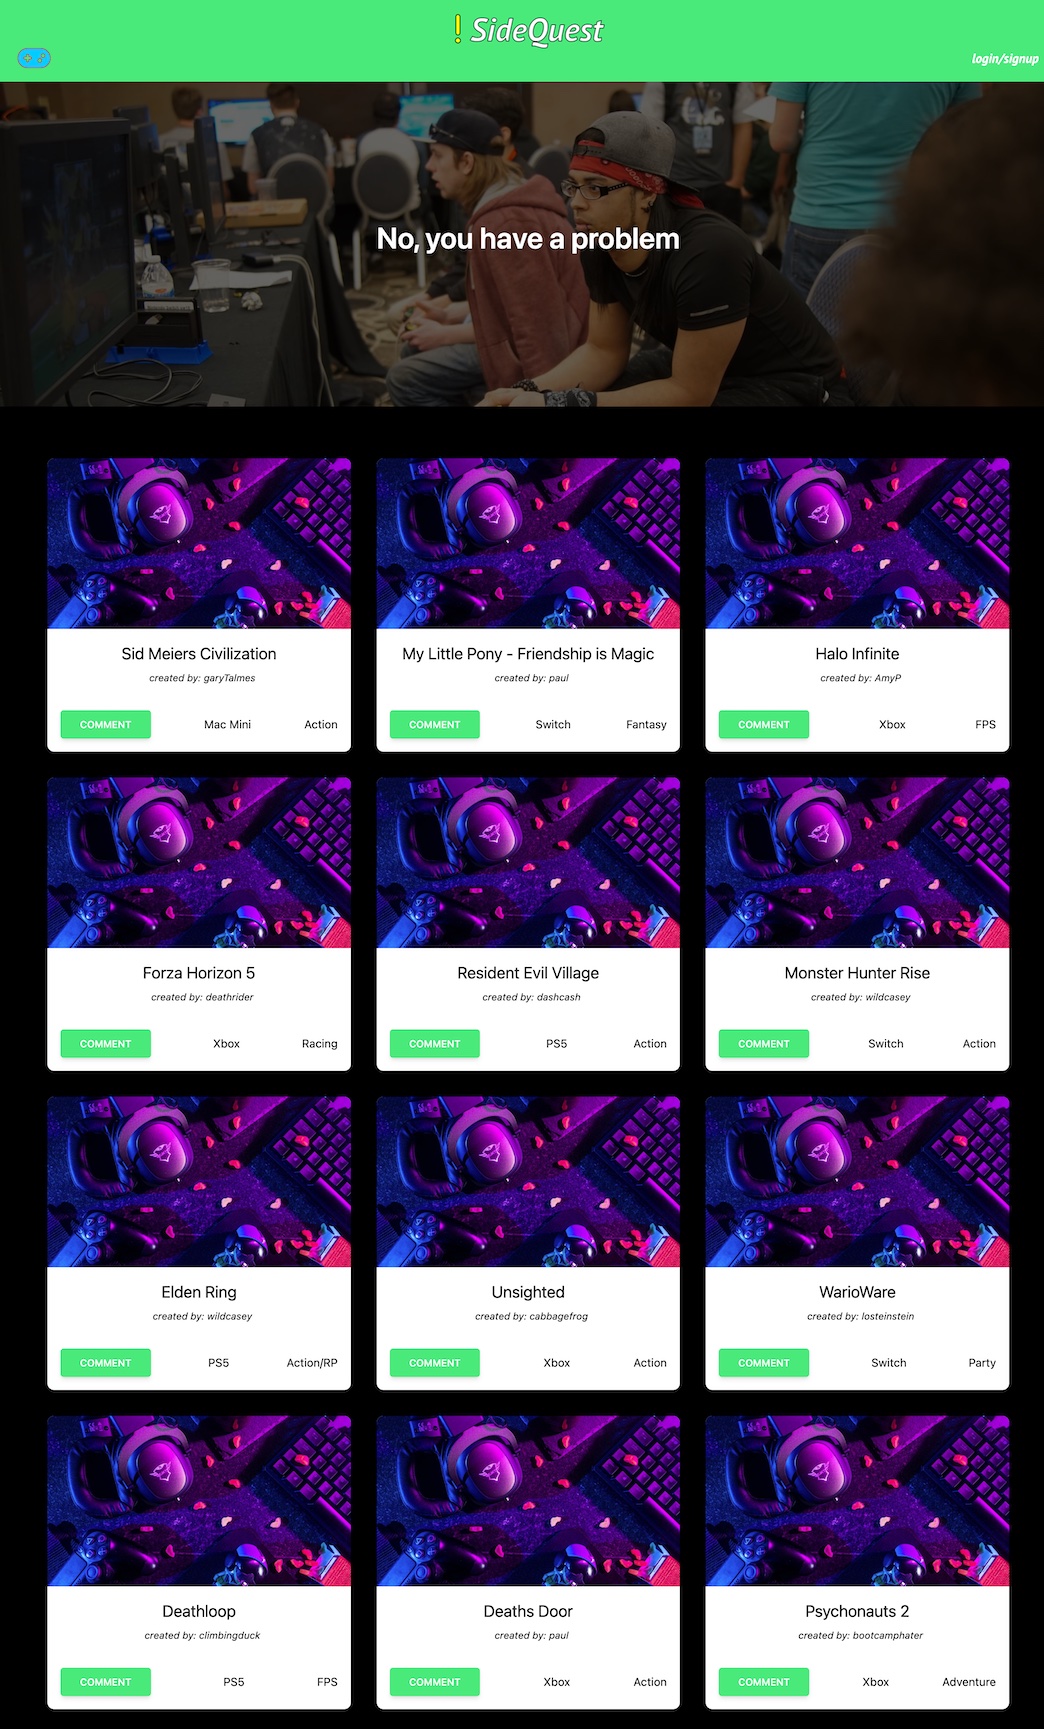 ! SideQuest
login/signup
No, you have a problem
Sid Meiers Civilization
created by: garyTalmes
COMMENT Mac Mini Action
My Little Pony - Friendship is Magic
created by: paul
COMMENT Switch Fantasy
Halo Infinite
created by: AmyP
COMMENT Xbox FPS
Forza Horizon 5
created by: deathrider
COMMENT Xbox Racing
Resident Evil Village
created by: dashcash
COMMENT PS5 Action
Monster Hunter Rise
created by: wildcasey
COMMENT Switch Action
Elden Ring
created by: wildcasey
COMMENT PS5 Action/RP
Unsighted
created by: cabbagefrog
COMMENT Xbox Action
WarioWare
created by: losteinstein
COMMENT Switch Party
Deathloop
created by: climbingduck
COMMENT PS5 FPS
Deaths Door
created by: paul
COMMENT Xbox Action
Psychonauts 2
created by: bootcamphater
COMMENT Xbox Adventure